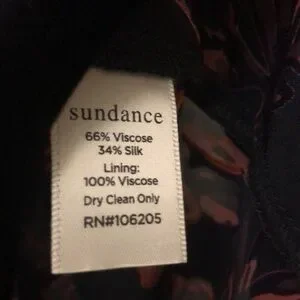 sundance
66% Viscose
34% Silk
Lining:
100% Viscose
Dry Clean Only
RN#106205